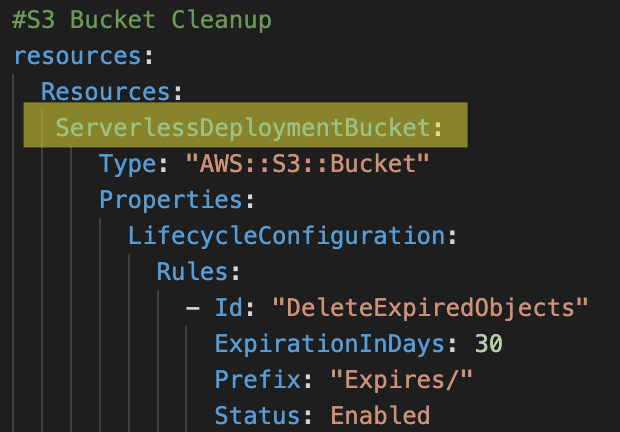 #S3 Bucket Cleanup
resources:
Resources:
ServerlessDeploymentBucket:
Type: "AWS::S3::Bucket"
Properties:
LifecycleConfiguration:
Rules:
- Id: "DeleteExpiredObjects"
ExpirationInDays: 30
Prefix: "Expires/"
Status: Enabled